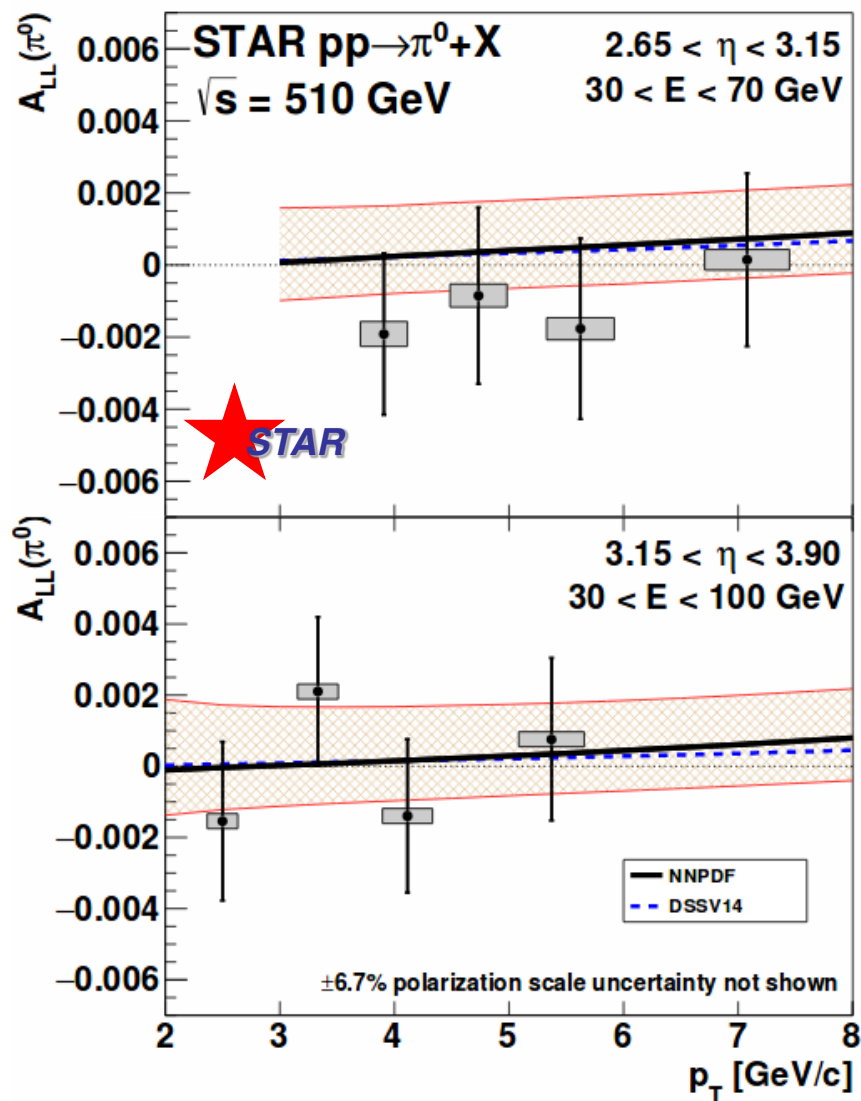 STAR pp→π⁰+X
√s = 510 GeV
2.65 < η < 3.15
30 < E < 70 GeV
A_LL(π⁰)
0.006
0.004
0.002
0
−0.002
−0.004
−0.006
STAR
3.15 < η < 3.90
30 < E < 100 GeV
A_LL(π⁰)
0.006
0.004
0.002
0
−0.002
−0.004
−0.006
NNPDF
DSSV14
±6.7% polarization scale uncertainty not shown
2 3 4 5 6 7 8
p_T [GeV/c]